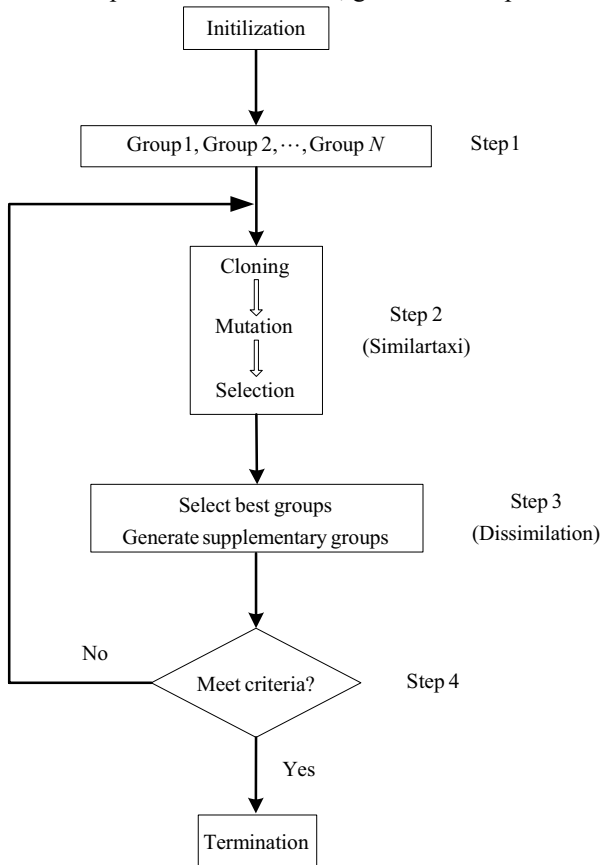 Initilization
Group 1, Group 2, ⋯, Group N
Step 1
Cloning
Mutation
Selection
Step 2
(Similartaxi)
Select best groups
Generate supplementary groups
Step 3
(Dissimilation)
No
Meet criteria?
Step 4
Yes
Termination